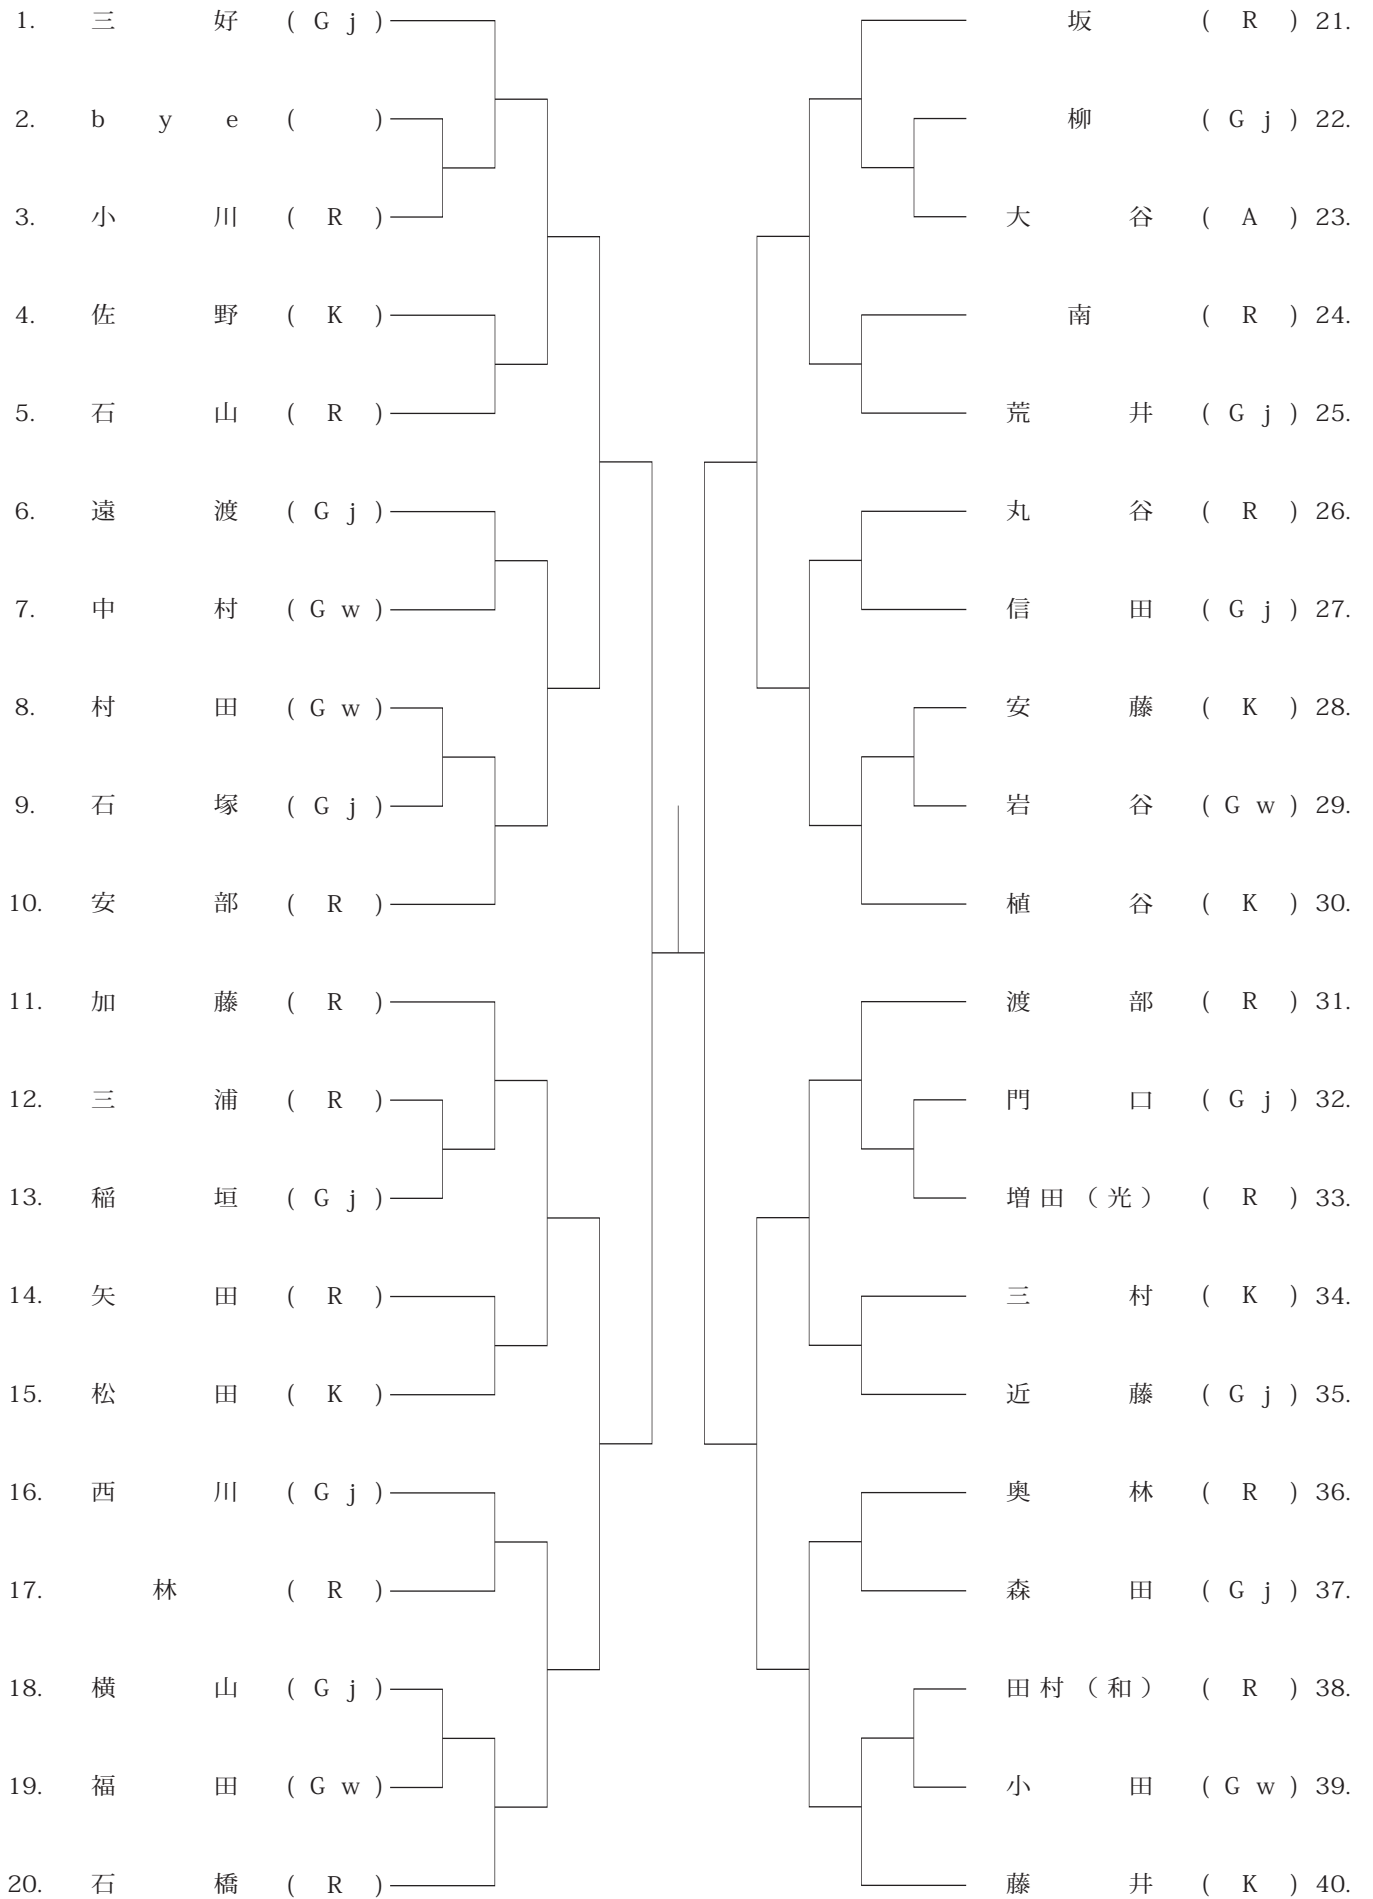 1. 三好 (Gj)
2. bye ( )
3. 小川 (R)
4. 佐野 (K)
5. 石山 (R)
6. 遠渡 (Gj)
7. 中村 (Gw)
8. 村田 (Gw)
9. 石塚 (Gj)
10. 安部 (R)
11. 加藤 (R)
12. 三浦 (R)
13. 稲垣 (Gj)
14. 矢田 (R)
15. 松田 (K)
16. 西川 (Gj)
17. 林 (R)
18. 横山 (Gj)
19. 福田 (Gw)
20. 石橋 (R)
坂 (R) 21.
柳 (Gj) 22.
大谷 (A) 23.
南 (R) 24.
荒井 (Gj) 25.
丸谷 (R) 26.
信田 (Gj) 27.
安藤 (K) 28.
岩谷 (Gw) 29.
植谷 (K) 30.
渡部 (R) 31.
門口 (Gj) 32.
増田（光） (R) 33.
三村 (K) 34.
近藤 (Gj) 35.
奥林 (R) 36.
森田 (Gj) 37.
田村（和） (R) 38.
小田 (Gw) 39.
藤井 (K) 40.